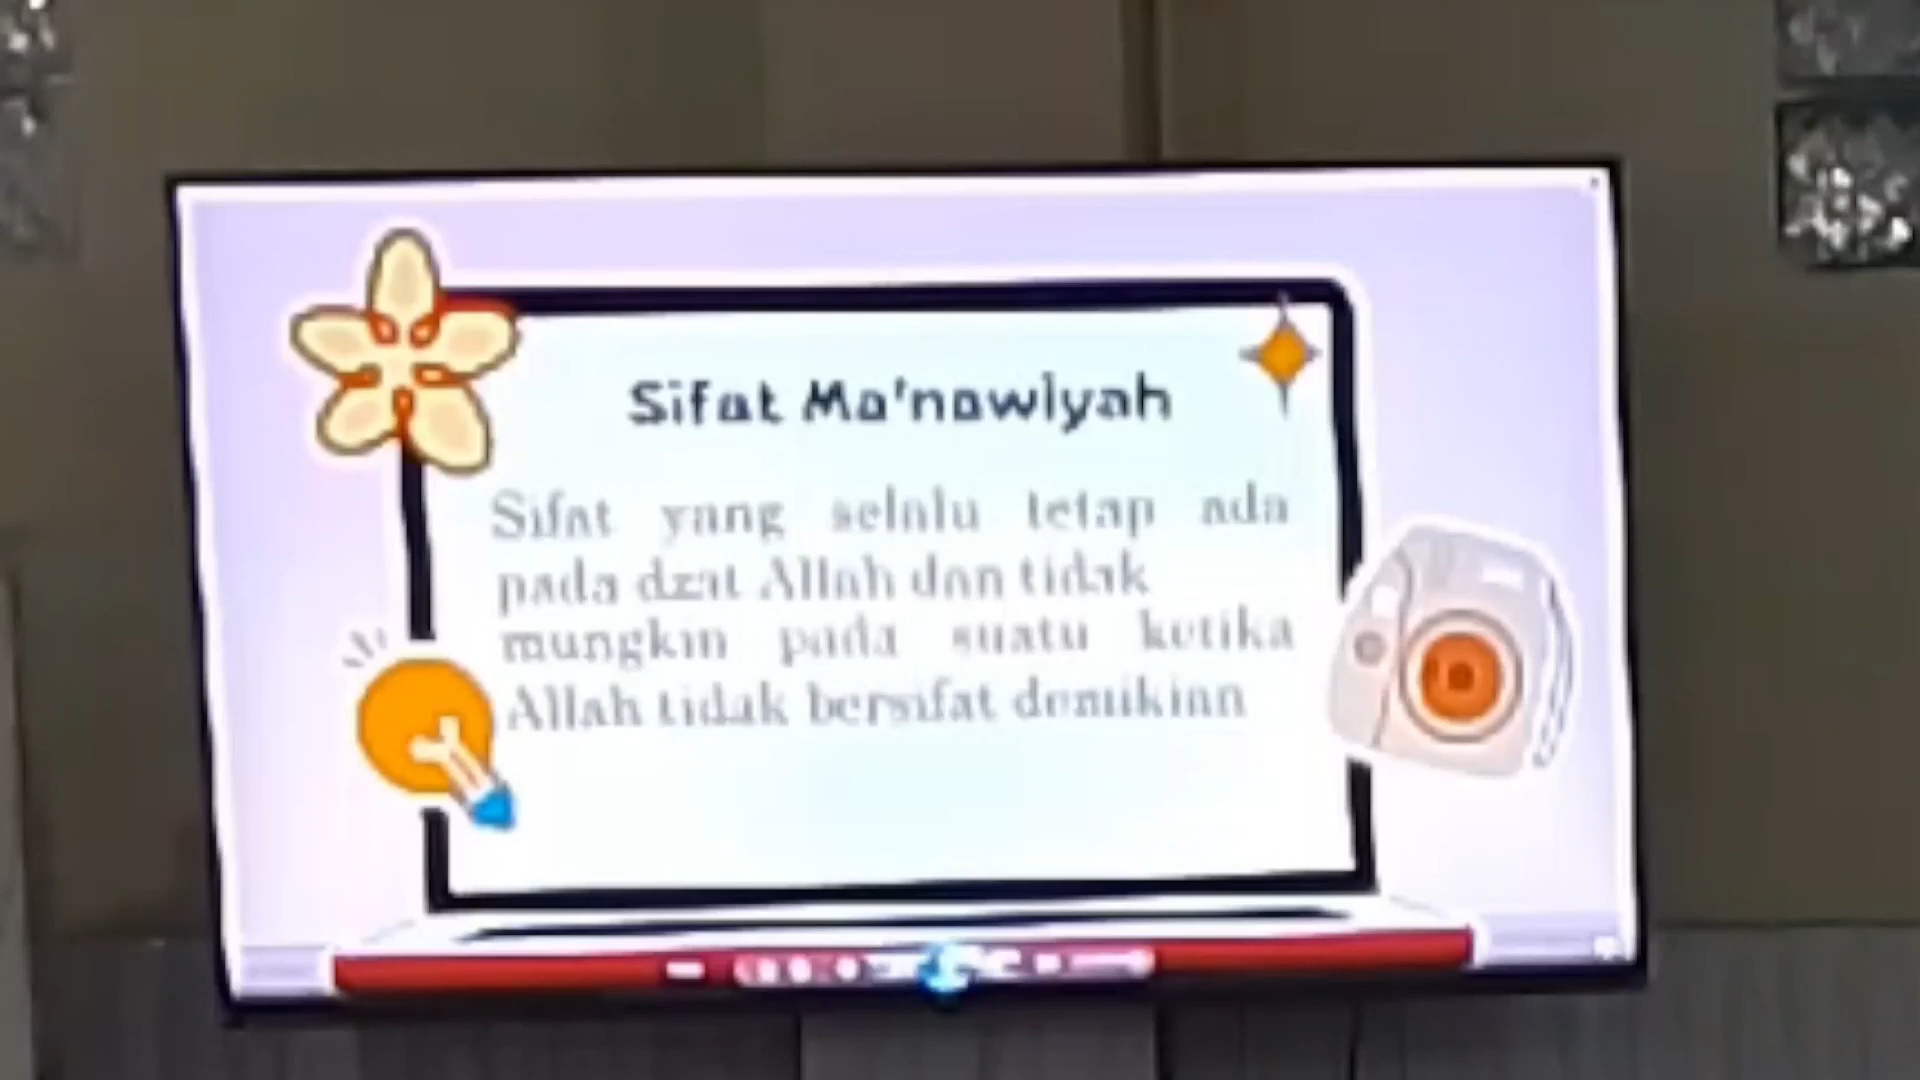 Sifat Ma'nawiyah
Sifat yang selalu tetap ada
pada dzat Allah dan tidak
mungkin pada suatu ketika
Allah tidak bersifat demikian